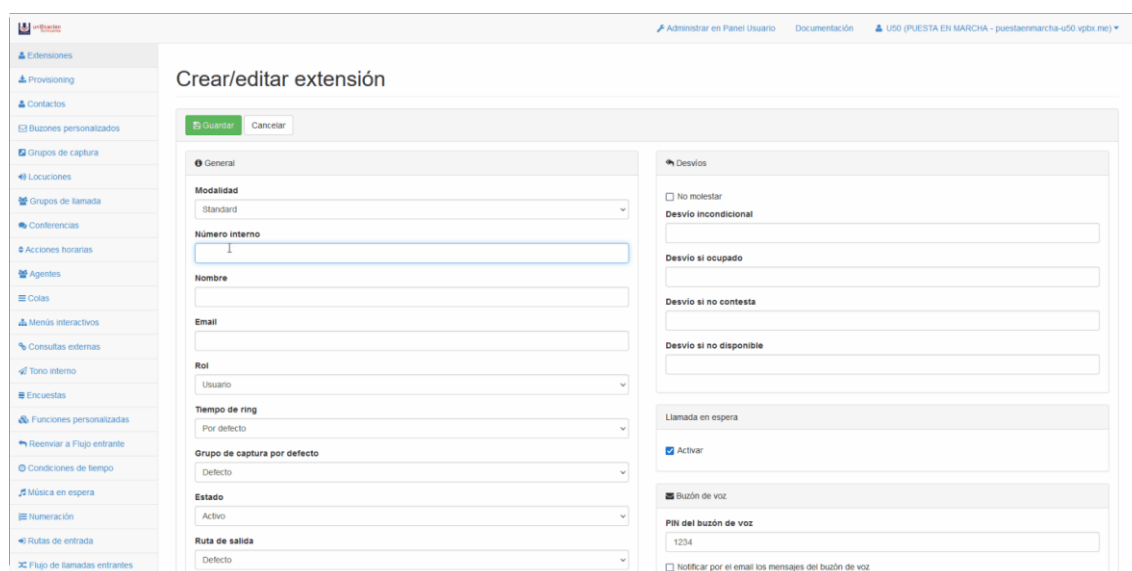 Administrar en Panel Usuario
Documentación
U50 (PUESTA EN MARCHA - puestaenmarcha-u50.vpbx.me)
Extensiones
Provisioning
Contactos
Buzones personalizados
Grupos de captura
Locuciones
Grupos de llamada
Conferencias
Acciones horarias
Agentes
Colas
Menús interactivos
Consultas externas
Tono interno
Encuestas
Funciones personalizadas
Reenviar a Flujo entrante
Condiciones de tiempo
Música en espera
Numeración
Rutas de entrada
Flujo de llamadas entrantes
Crear/editar extensión
Guardar
Cancelar
General
Modalidad
Standard
Número interno
Nombre
Email
Rol
Usuario
Tiempo de ring
Por defecto
Grupo de captura por defecto
Defecto
Estado
Activo
Ruta de salida
Defecto
Desvíos
No molestar
Desvío incondicional
Desvío si ocupado
Desvío si no contesta
Desvío si no disponible
Llamada en espera
Activar
Buzón de voz
PIN del buzón de voz
1234
Notificar por el email los mensajes del buzón de voz